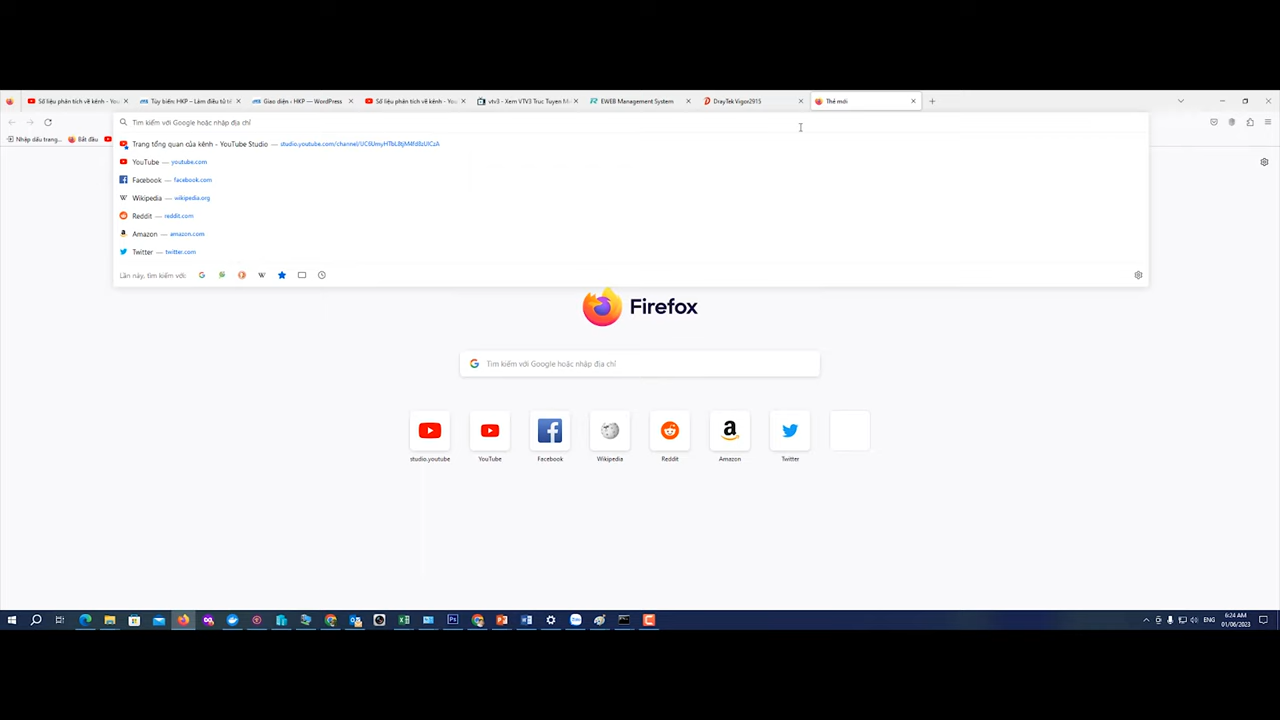 Số liệu phân tích về kênh - You
Tùy biến: HKP – Làm điều tử tế
Giao diện ‹ HKP — WordPress
Số liệu phân tích về kênh - You
vtv3 - Xem VTV3 Truc Tuyen M
EWEB Management System
DrayTek Vigor2915
Thẻ mới
Tìm kiếm với Google hoặc nhập địa chỉ
Nhập dấu trang...
Bắt đầu
Trang tổng quan của kênh - YouTube Studio —
YouTube — youtube.com
Facebook — facebook.com
Wikipedia — wikipedia.org
Reddit — reddit.com
Amazon — amazon.com
Twitter — twitter.com
Lần này, tìm kiếm với:
Firefox
Tìm kiếm với Google hoặc nhập địa chỉ
studio.youtube
YouTube
Facebook
Wikipedia
Reddit
Amazon
Twitter
ENG
6:24 AM
01/06/2023